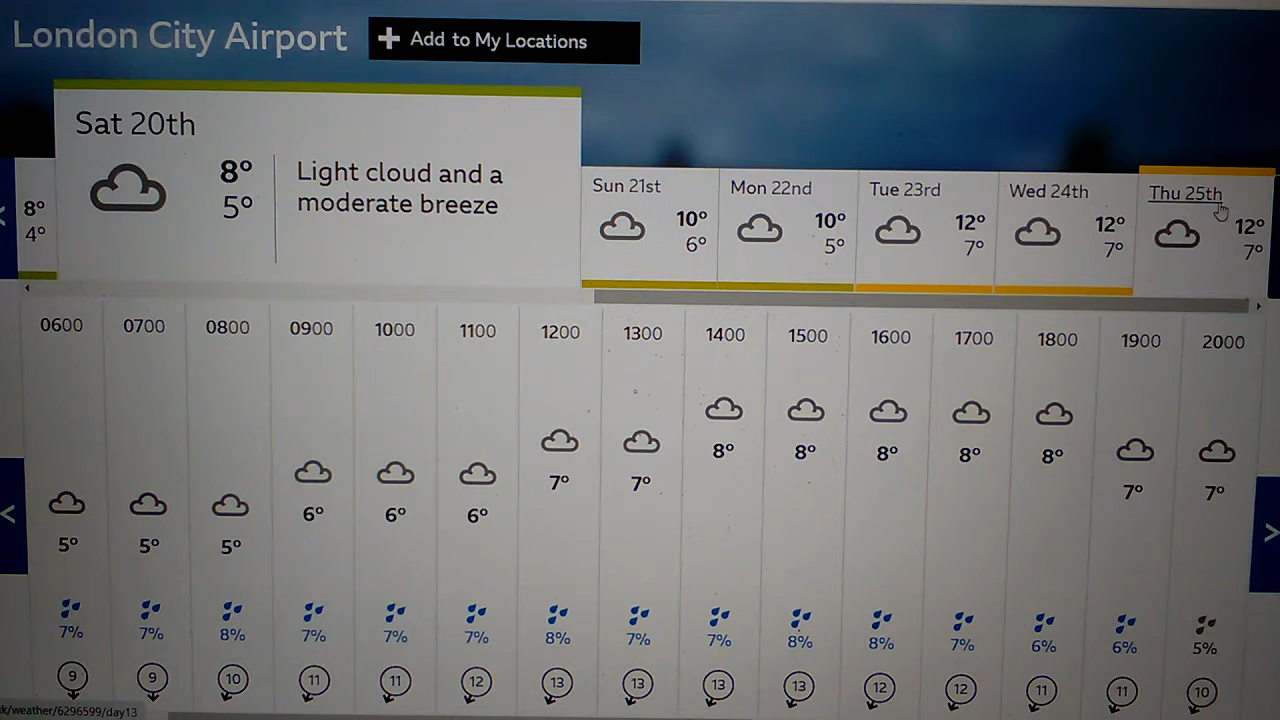 London City Airport
+ Add to My Locations
Sat 20th
8° 5°
Light cloud and a
moderate breeze
8° 4°
Sun 21st
10° 6°
Mon 22nd
10° 5°
Tue 23rd
12° 7°
Wed 24th
12° 7°
Thu 25th
12° 7°
0600 0700 0800 0900 1000 1100 1200 1300 1400 1500 1600 1700 1800 1900 2000
5° 5° 5° 6° 6° 6° 7° 7° 8° 8° 8° 8° 8° 7° 7°
7% 7% 8% 7% 7% 7% 8% 7% 7% 8% 8% 7% 6% 6% 5%
9 9 10 11 11 12 13 13 13 13 12 12 11 11 10
k/weather/6296599/day13